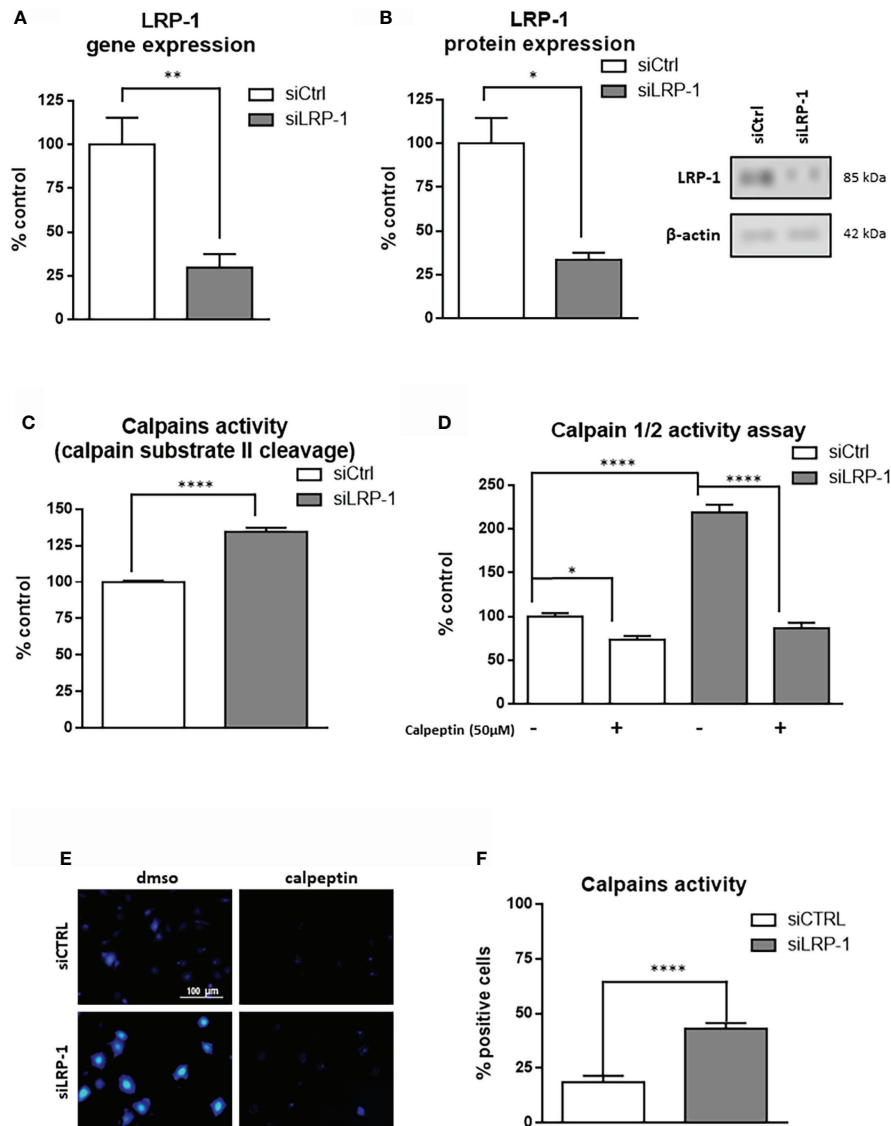 A
LRP-1
gene expression
**
siCtrl
siLRP-1
% control
125
100
75
50
25
0
B
LRP-1
protein expression
*
siCtrl
siLRP-1
% control
125
100
75
50
25
0
siCtrl
siLRP-1
LRP-1
85 kDa
β-actin
42 kDa
C
Calpains activity
(calpain substrate II cleavage)
****
siCtrl
siLRP-1
% control
150
125
100
75
50
25
0
D
Calpain 1/2 activity assay
siCtrl
siLRP-1
****
****
*
% control
250
200
150
100
50
0
Calpeptin (50µM) - + - +
E
dmso
calpeptin
siCTRL
100 µm
siLRP-1
F
Calpains activity
siCTRL
siLRP-1
****
% positive cells
100
75
50
25
0